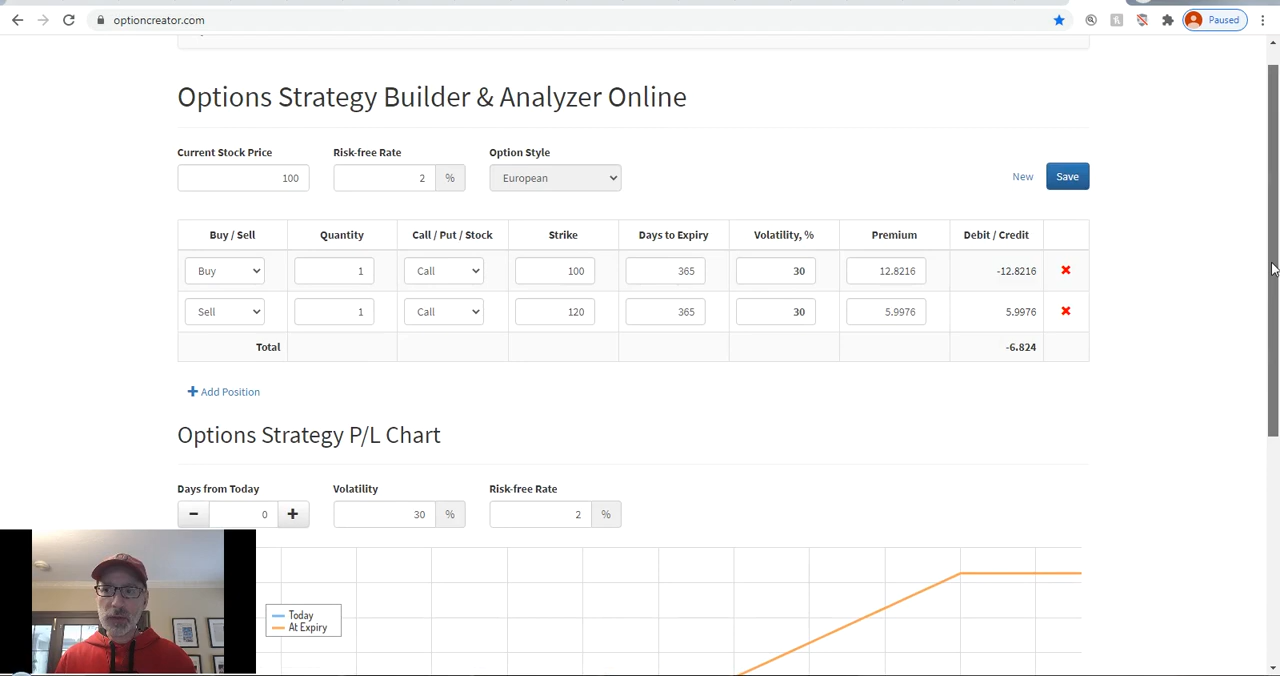 optioncreator.com
Paused
Options Strategy Builder & Analyzer Online
Current Stock Price Risk-free Rate Option Style
100 2 % European New Save
Buy / Sell Quantity Call / Put / Stock Strike Days to Expiry Volatility, % Premium Debit / Credit
Buy 1 Call 100 365 30 12.8216 -12.8216
Sell 1 Call 120 365 30 5.9976 5.9976
Total -6.824
+ Add Position
Options Strategy P/L Chart
Days from Today Volatility Risk-free Rate
− 0 + 30 % 2 %
Today
At Expiry